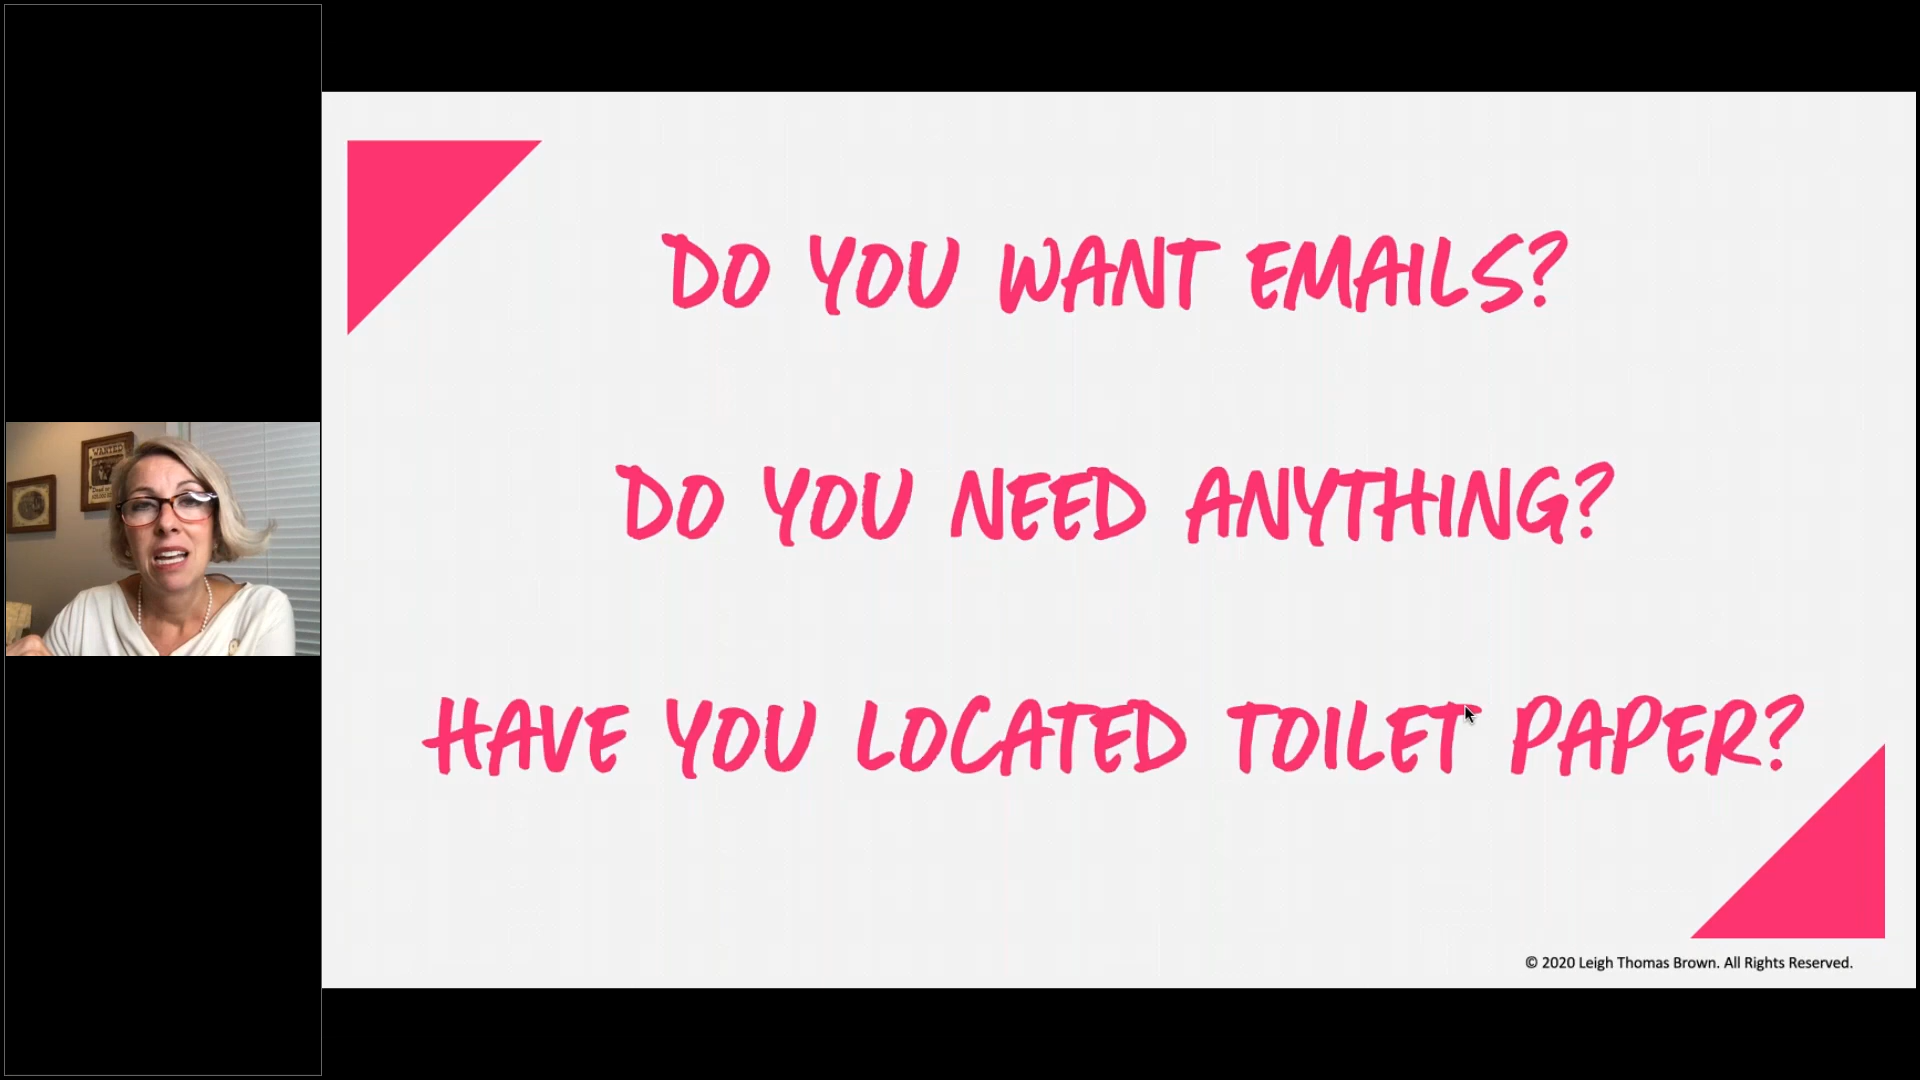 WANTED
DO YOU WANT EMAILS?
DO YOU NEED ANYTHING?
HAVE YOU LOCATED TOILET PAPER?
© 2020 Leigh Thomas Brown. All Rights Reserved.